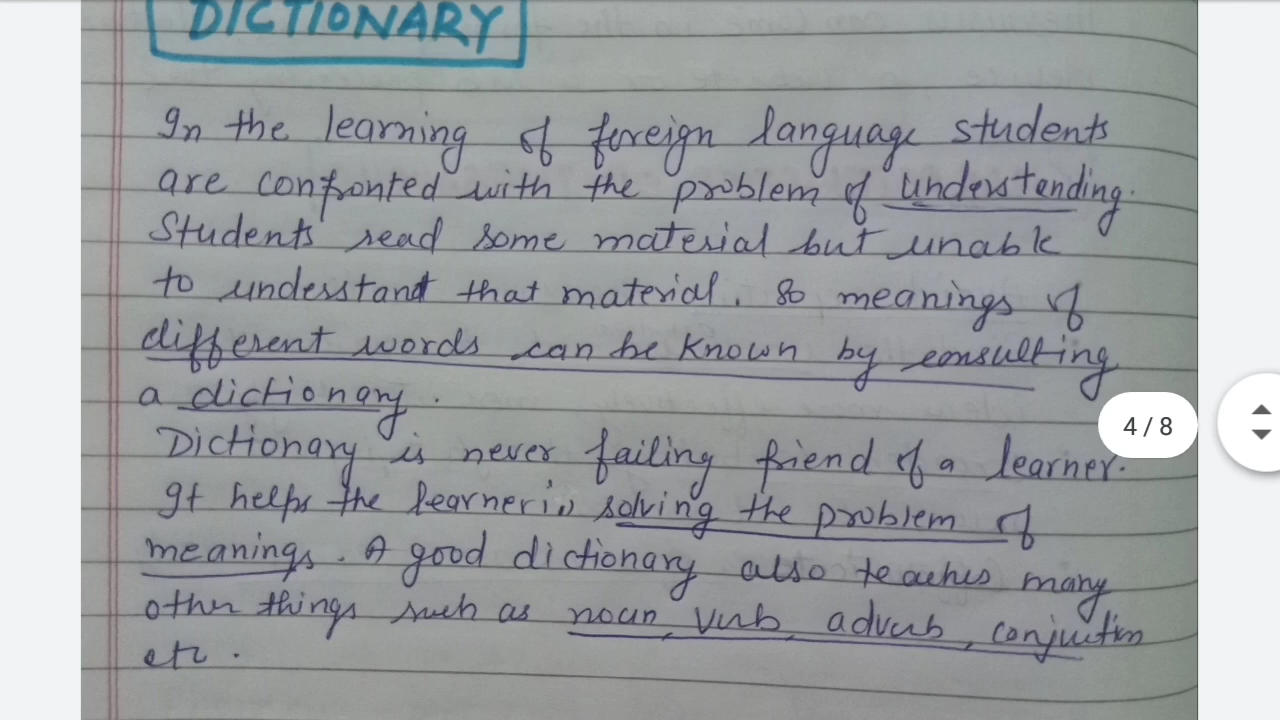 DICTIONARY
In the learning of foreign language students
are confronted with the problem of understanding.
Students read some material but unable
to understant that material. So meanings of
different words can be known by consulting
a dictionary.
Dictionary is never failing friend of a learner.
4 / 8
It helps the learner in solving the problem of
meanings. A good dictionary also teaches many
other things such as noun, verb, adverb, conjuction
etc.